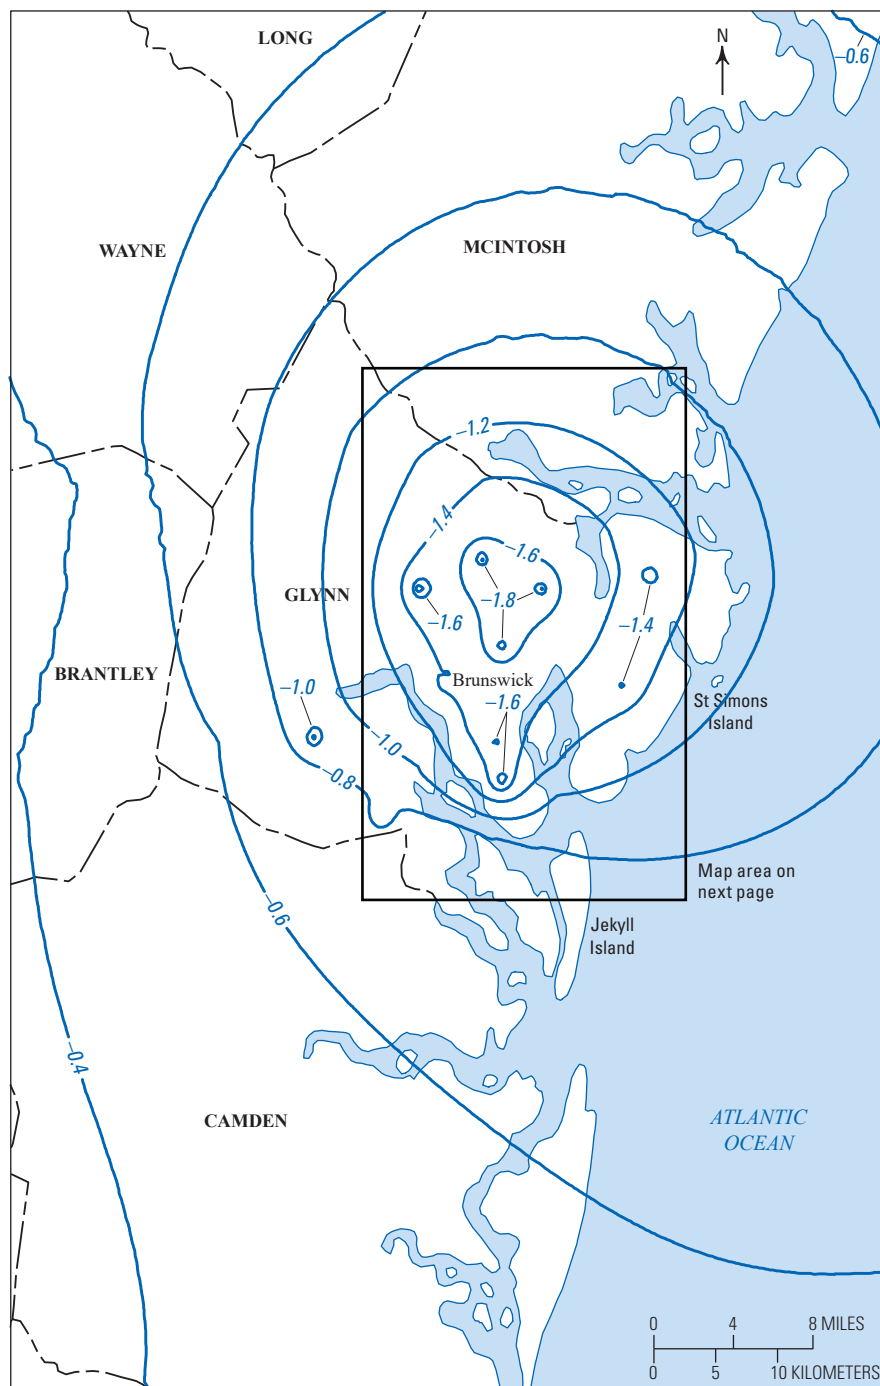 LONG
N
−0.6
WAYNE
MCINTOSH
−1.2
−1.4
−1.6
GLYNN
−1.8
−1.6
−1.4
BRANTLEY
Brunswick
−1.0
−1.6
St Simons
Island
−1.0
−0.8
Map area on
next page
−0.6
Jekyll
Island
−0.4
CAMDEN
ATLANTIC
OCEAN
0 4 8 MILES
0 5 10 KILOMETERS